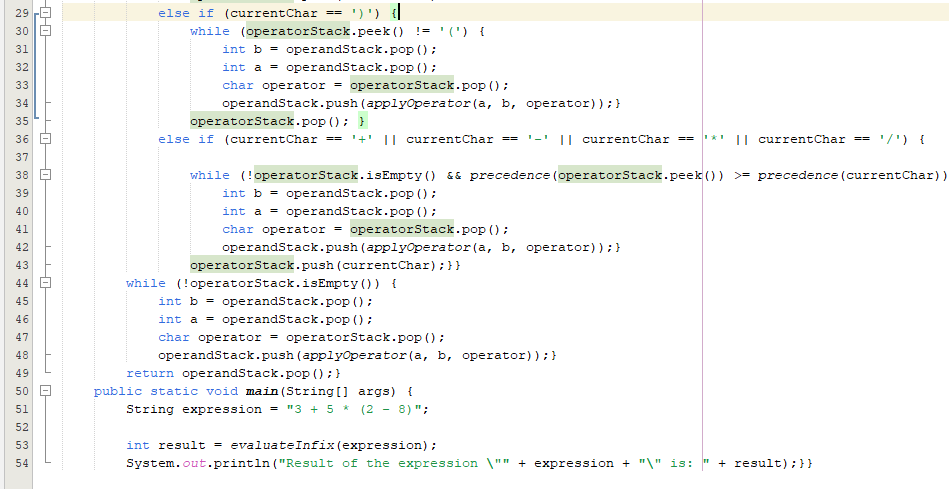 29 else if (currentChar == ')') {
30 while (operatorStack.peek() != '(') {
31 int b = operandStack.pop();
32 int a = operandStack.pop();
33 char operator = operatorStack.pop();
34 operandStack.push(applyOperator(a, b, operator));}
35 operatorStack.pop(); }
36 else if (currentChar == '+' || currentChar == '-' || currentChar == '*' || currentChar == '/') {
37
38 while (!operatorStack.isEmpty() && precedence(operatorStack.peek()) >= precedence(currentChar))
39 int b = operandStack.pop();
40 int a = operandStack.pop();
41 char operator = operatorStack.pop();
42 operandStack.push(applyOperator(a, b, operator));}
43 operatorStack.push(currentChar);}}
44 while (!operatorStack.isEmpty()) {
45 int b = operandStack.pop();
46 int a = operandStack.pop();
47 char operator = operatorStack.pop();
48 operandStack.push(applyOperator(a, b, operator));}
49 return operandStack.pop();}
50 public static void main(String[] args) {
51 String expression = "3 + 5 * (2 - 8)";
52
53 int result = evaluateInfix(expression);
54 System.out.println("Result of the expression \"" + expression + "\" is: " + result);}}